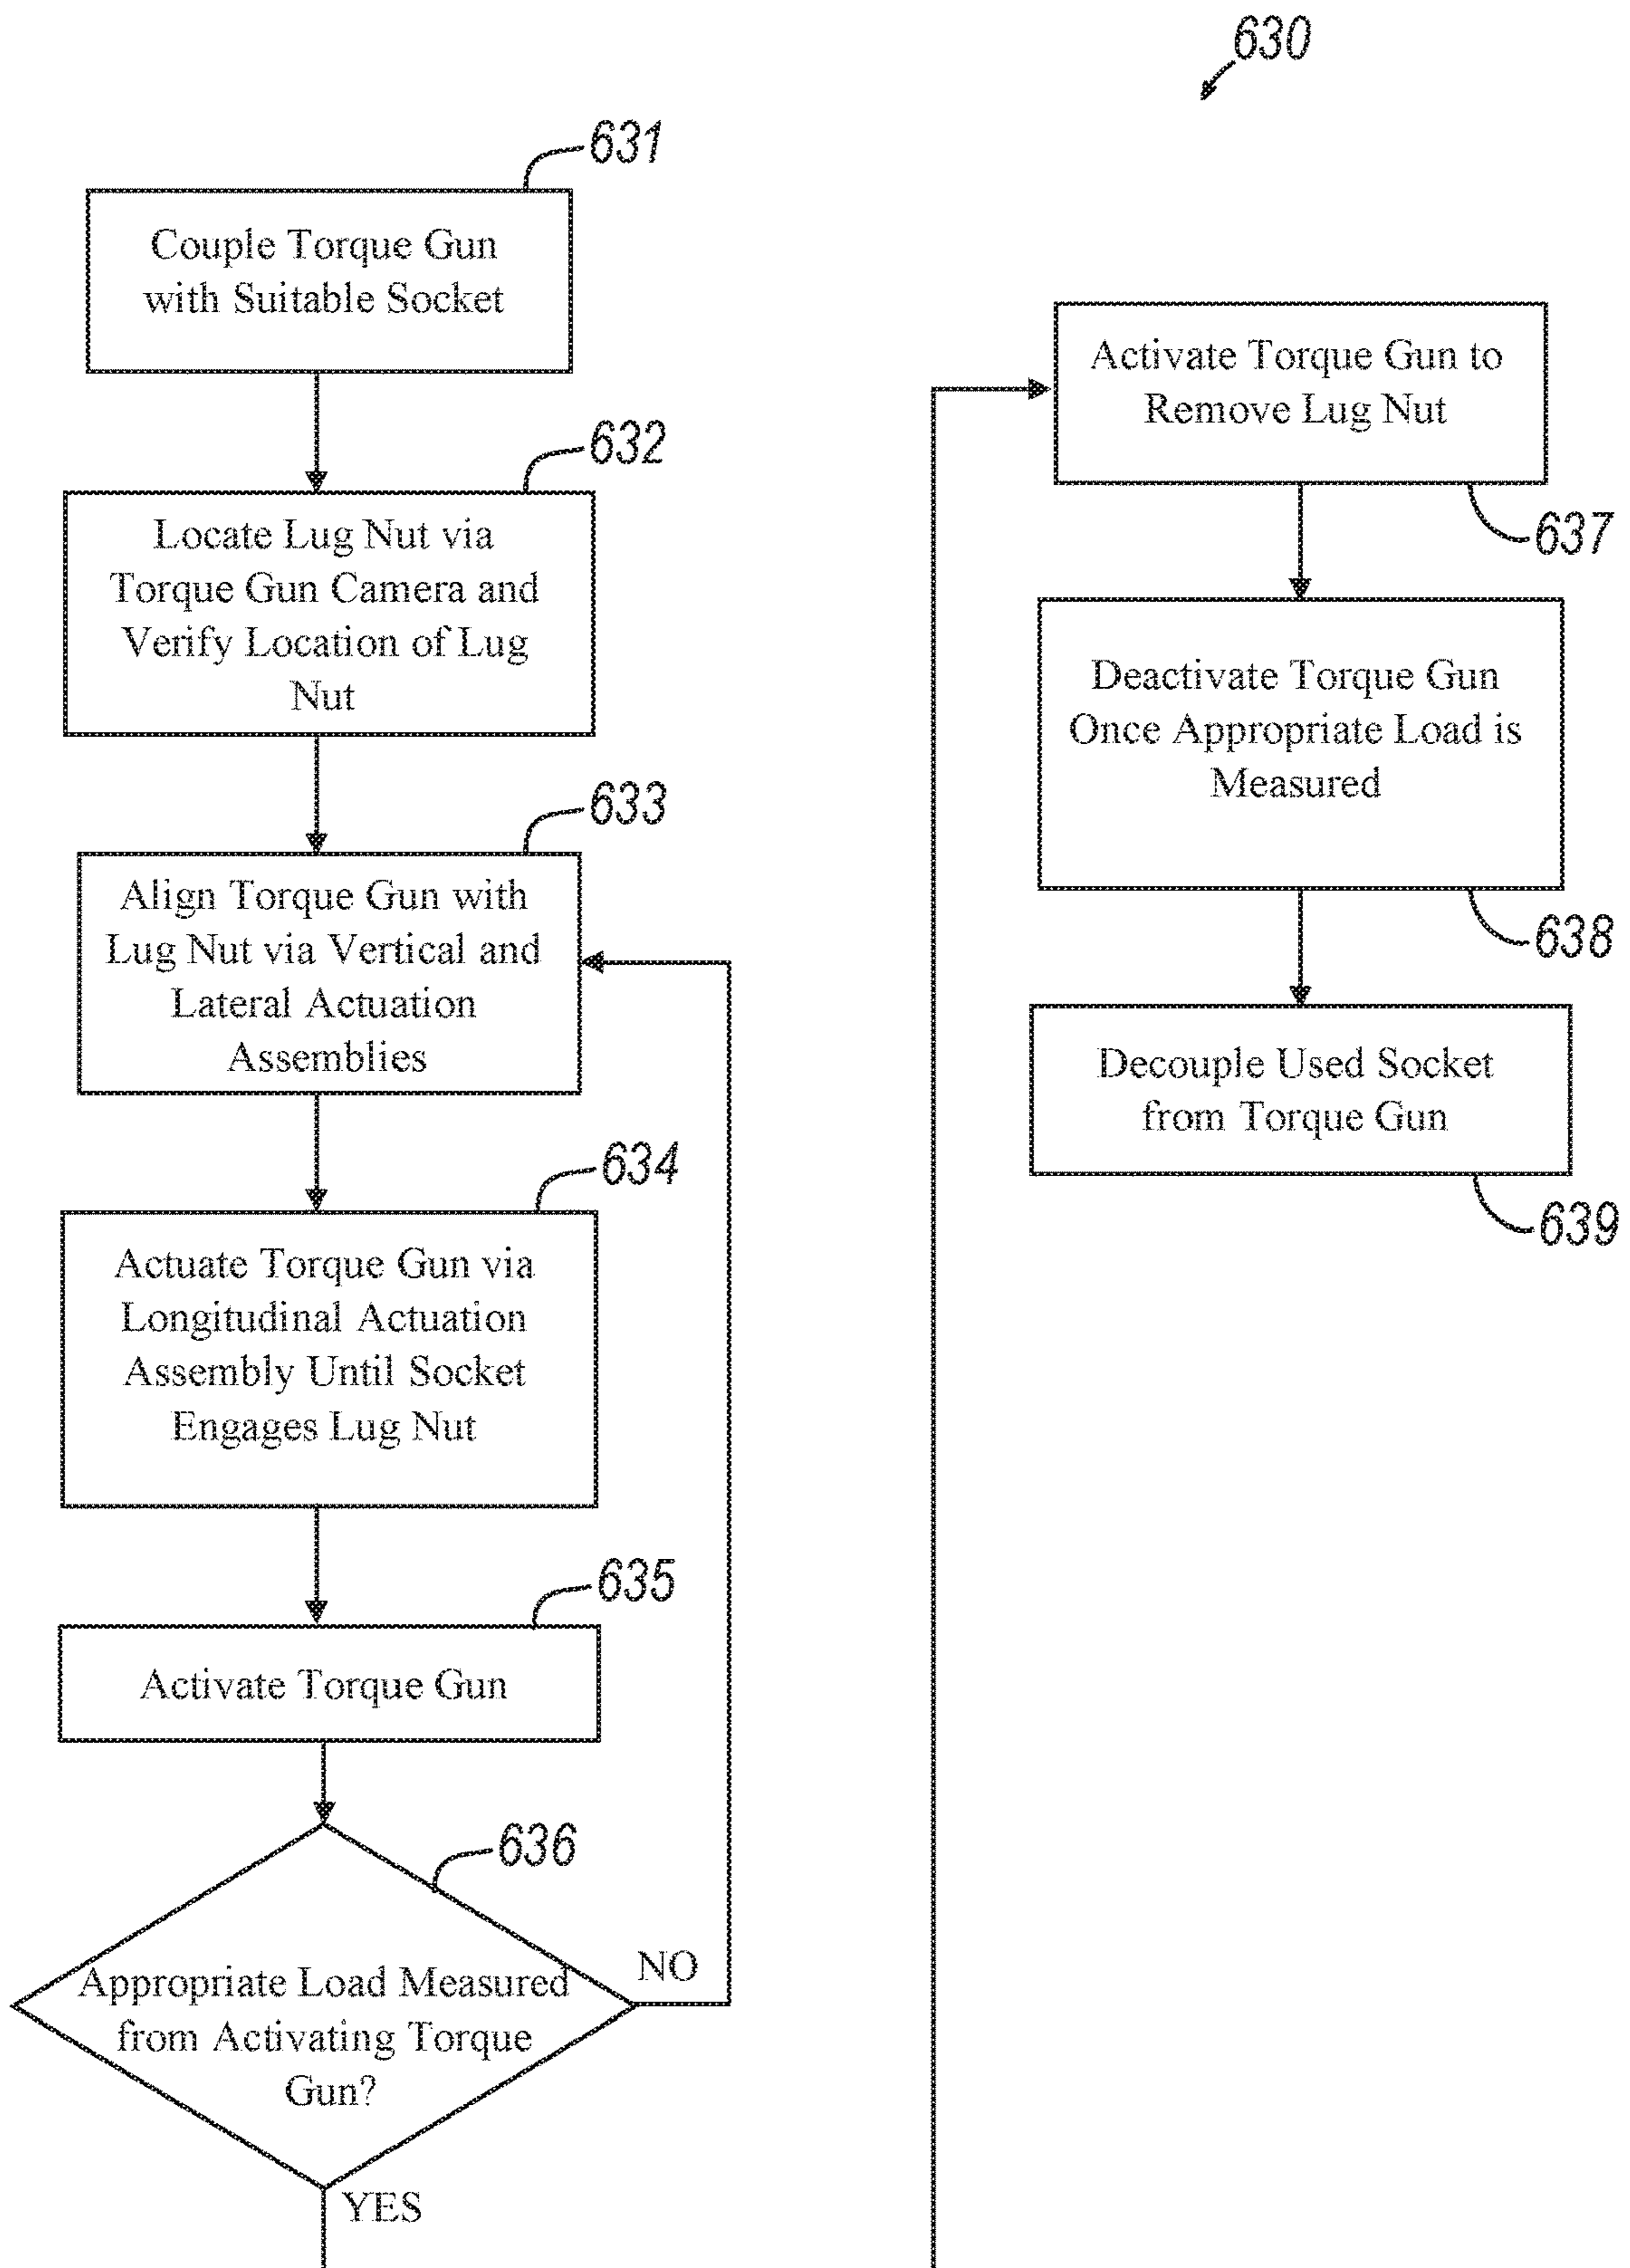 630
631
Couple Torque Gun
with Suitable Socket
632
Locate Lug Nut via
Torque Gun Camera and
Verify Location of Lug
Nut
633
Align Torque Gun with
Lug Nut via Vertical and
Lateral Actuation
Assemblies
634
Actuate Torque Gun via
Longitudinal Actuation
Assembly Until Socket
Engages Lug Nut
635
Activate Torque Gun
636
Appropriate Load Measured
from Activating Torque
Gun?
NO
YES
Activate Torque Gun to
Remove Lug Nut
637
Deactivate Torque Gun
Once Appropriate Load is
Measured
638
Decouple Used Socket
from Torque Gun
639